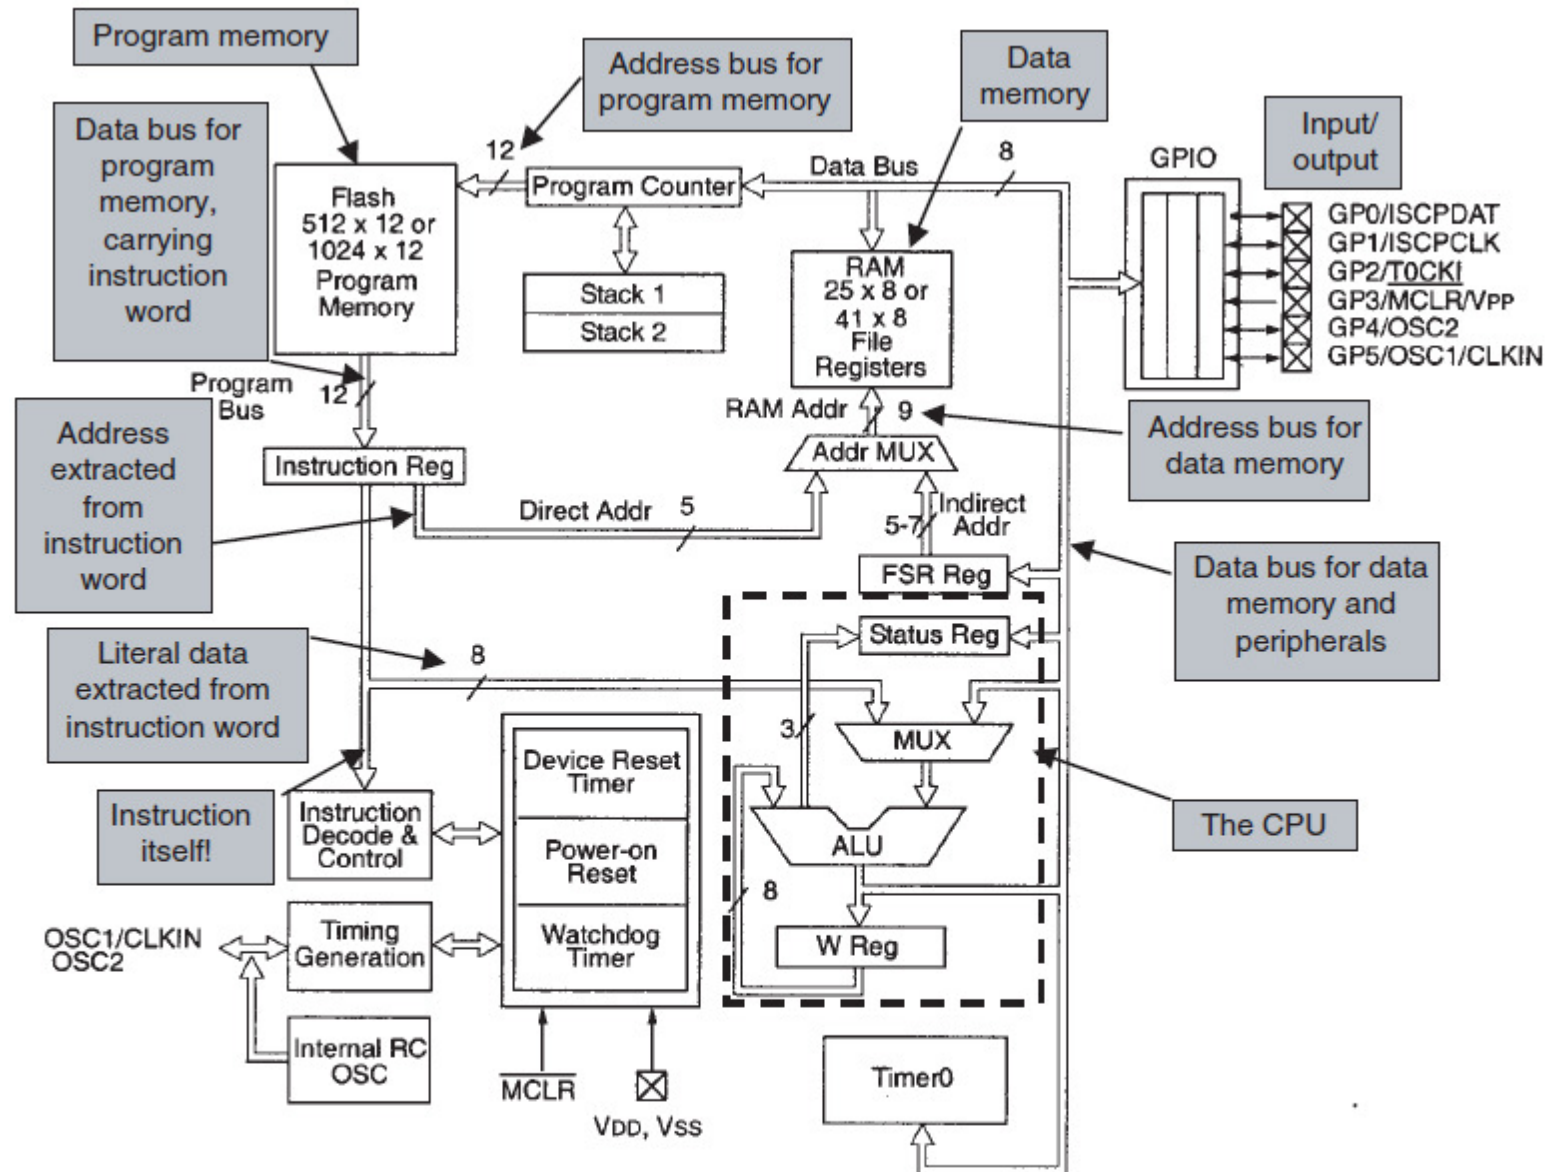 Program memory
Address bus for
program memory
Data
memory
Input/
output
Data bus for
program
memory,
carrying
instruction
word
12
Program Counter
Data Bus
8
GPIO
Flash
512 x 12 or
1024 x 12
Program
Memory
Stack 1
Stack 2
RAM
25 x 8 or
41 x 8
File
Registers
GP0/ISCPDAT
GP1/ISCPCLK
GP2/T0CKI
GP3/MCLR/VPP
GP4/OSC2
GP5/OSC1/CLKIN
Program
Bus
12
RAM Addr
9
Address bus for
data memory
Address
extracted
from
instruction
word
Instruction Reg
Addr MUX
Direct Addr
5
5-7
Indirect
Addr
FSR Reg
Data bus for data
memory and
peripherals
Status Reg
Literal data
extracted from
instruction word
8
3
MUX
Device Reset
Timer
Instruction
itself!
Instruction
Decode &
Control
Power-on
Reset
ALU
The CPU
8
OSC1/CLKIN
OSC2
Timing
Generation
Watchdog
Timer
W Reg
Internal RC
OSC
MCLR
VDD, VSS
Timer0